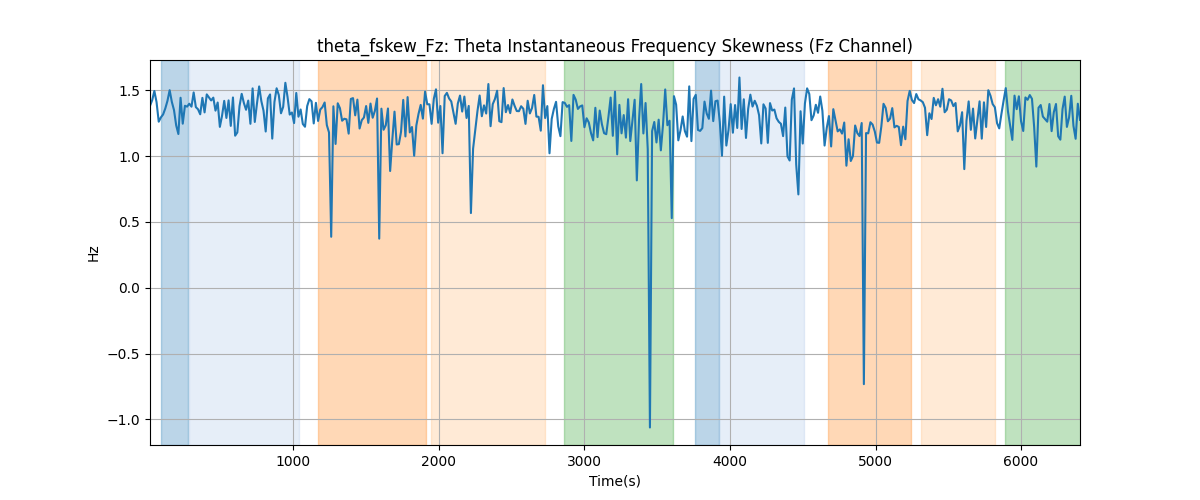 theta_fskew_Fz: Theta Instantaneous Frequency Skewness (Fz Channel)
1.5
1.0
0.5
0.0
−0.5
−1.0
Hz
1000 2000 3000 4000 5000 6000
Time(s)